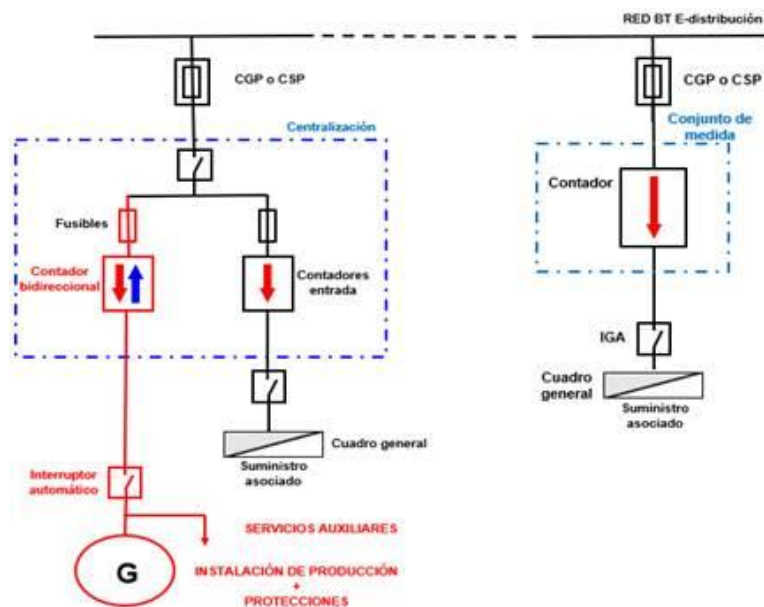 RED BT E-distribución
CGP o CSP
CGP o CSP
Centralización
Conjunto de
medida
Contador
Fusibles
Contador
bidireccional
Contadores
entrada
IGA
Cuadro
general
Suministro
asociado
Cuadro general
Suministro
asociado
Interruptor
automático
SERVICIOS AUXILIARES
G
INSTALACIÓN DE PRODUCCIÓN
+
PROTECCIONES